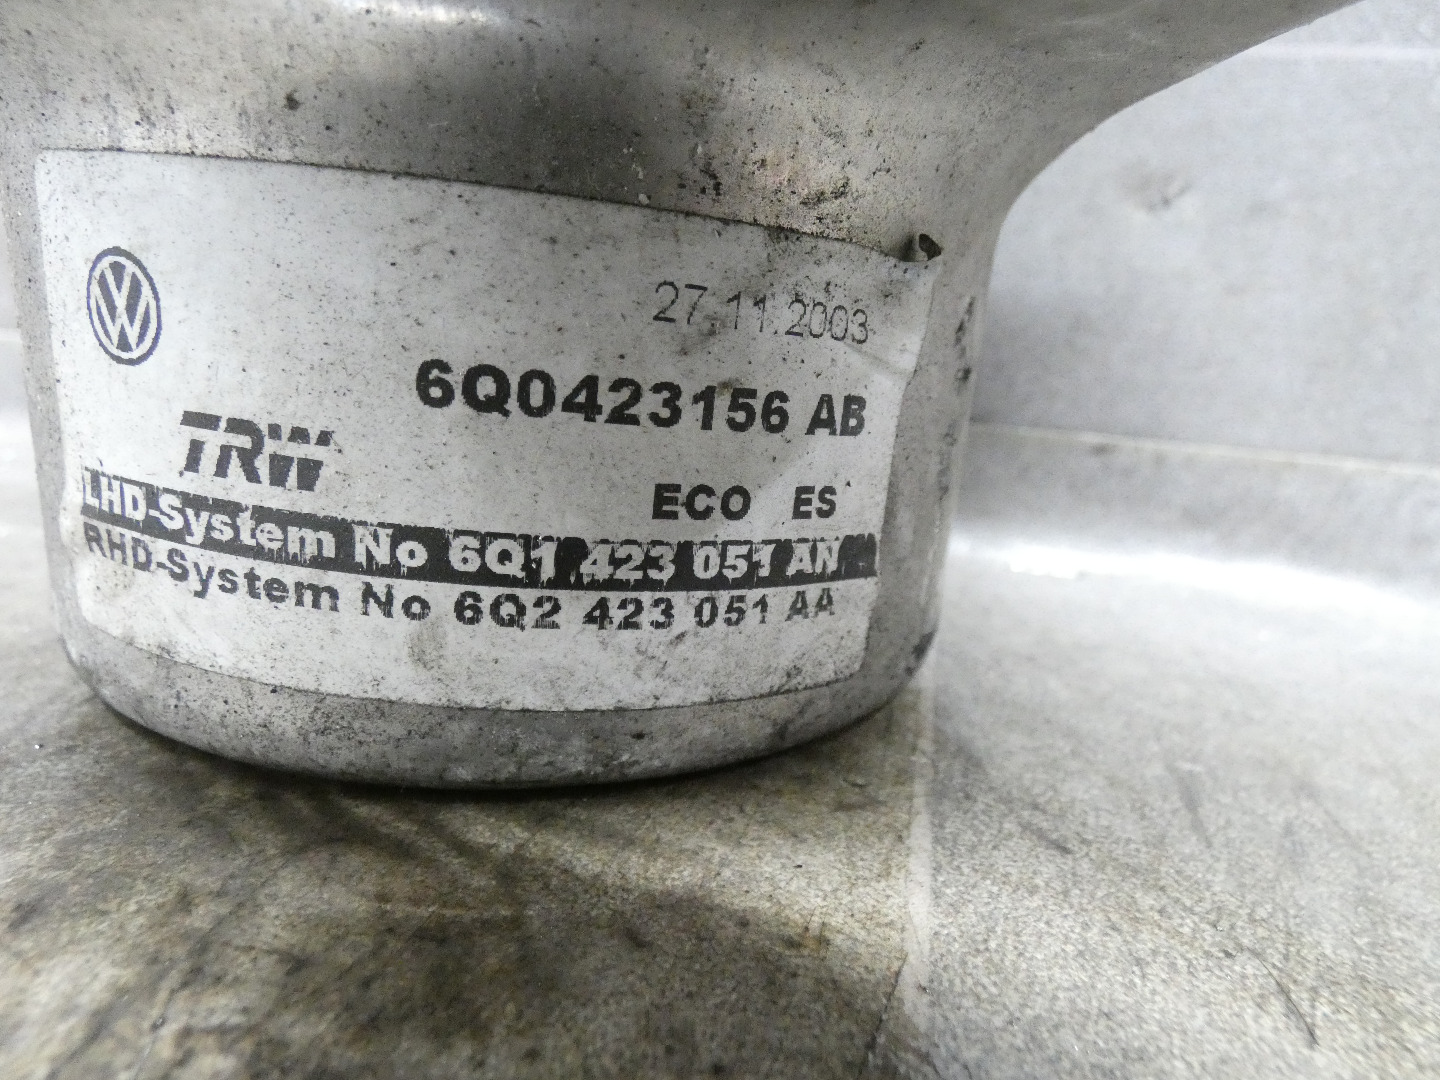 27.11.2003
6Q0423156 AB
TRW
ECO ES
LHD-System No 6Q1 423 051 AN
RHD-System No 6Q2 423 051 AA